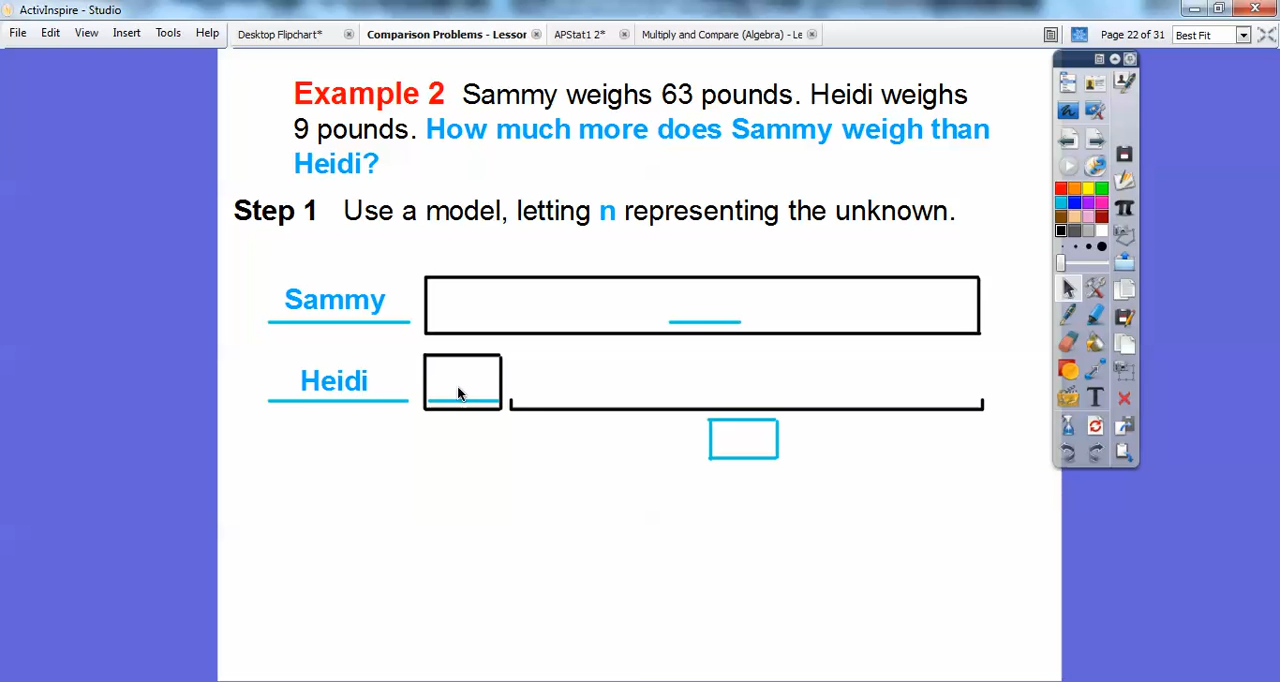 ActivInspire - Studio
File Edit View Insert Tools Help
Desktop Flipchart* Comparison Problems - Lesson APStat1 2* Multiply and Compare (Algebra) - Le
Page 22 of 31 Best Fit
Example 2 Sammy weighs 63 pounds. Heidi weighs
9 pounds. How much more does Sammy weigh than
Heidi?
Step 1 Use a model, letting n representing the unknown.
Sammy
Heidi